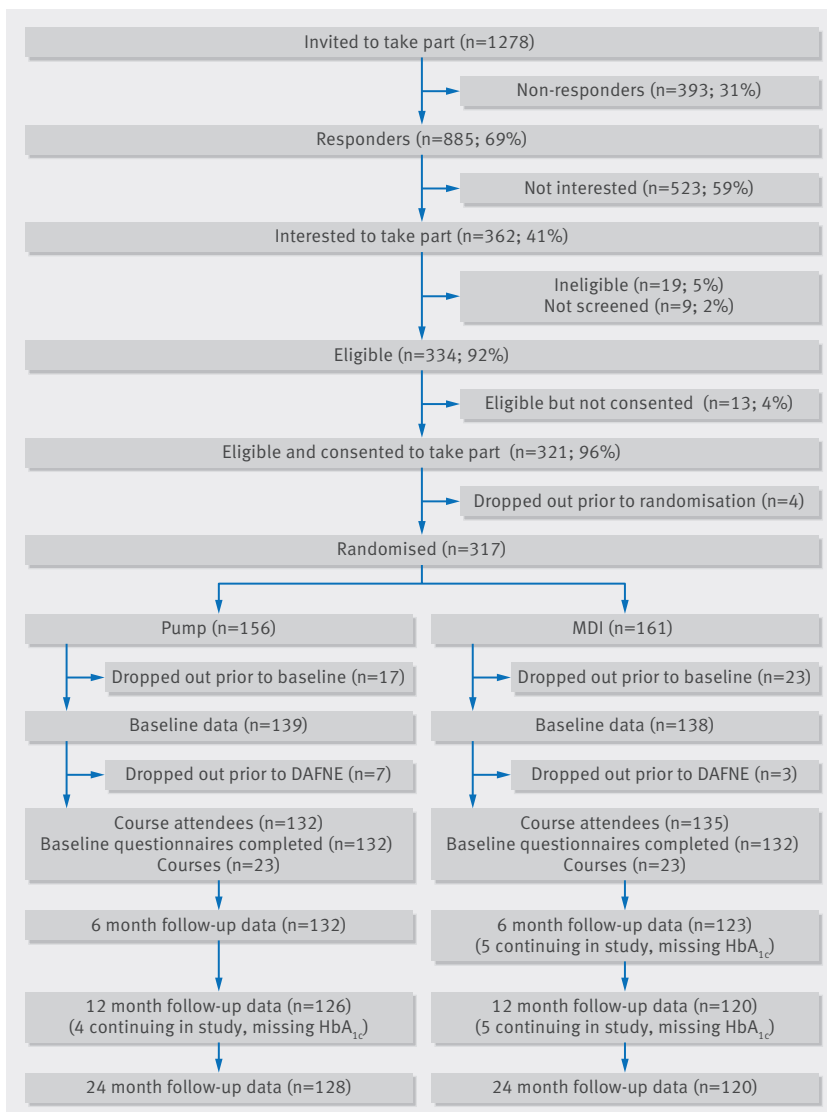 Invited to take part (n=1278)
Non-responders (n=393; 31%)
Responders (n=885; 69%)
Not interested (n=523; 59%)
Interested to take part (n=362; 41%)
Ineligible (n=19; 5%)
Not screened (n=9; 2%)
Eligible (n=334; 92%)
Eligible but not consented (n=13; 4%)
Eligible and consented to take part (n=321; 96%)
Dropped out prior to randomisation (n=4)
Randomised (n=317)
Pump (n=156)
Dropped out prior to baseline (n=17)
Baseline data (n=139)
Dropped out prior to DAFNE (n=7)
Course attendees (n=132)
Baseline questionnaires completed (n=132)
Courses (n=23)
6 month follow-up data (n=132)
12 month follow-up data (n=126)
(4 continuing in study, missing HbA1c)
24 month follow-up data (n=128)
MDI (n=161)
Dropped out prior to baseline (n=23)
Baseline data (n=138)
Dropped out prior to DAFNE (n=3)
Course attendees (n=135)
Baseline questionnaires completed (n=132)
Courses (n=23)
6 month follow-up data (n=123)
(5 continuing in study, missing HbA1c)
12 month follow-up data (n=120)
(5 continuing in study, missing HbA1c)
24 month follow-up data (n=120)